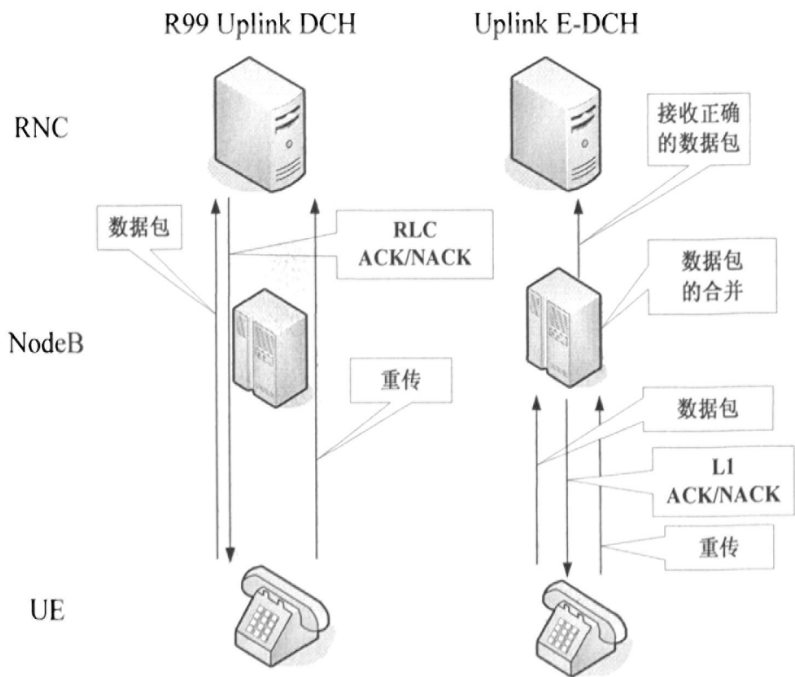 R99 Uplink DCH
Uplink E-DCH
RNC
接收正确
的数据包
数据包
RLC
ACK/NACK
数据包
的合并
NodeB
重传
数据包
L1
ACK/NACK
重传
UE